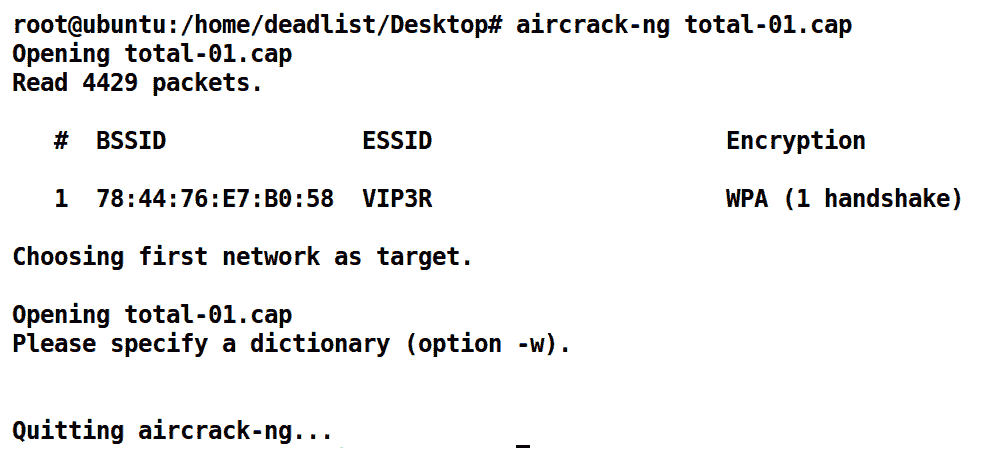 root@ubuntu:/home/deadlist/Desktop# aircrack-ng total-01.cap
Opening total-01.cap
Read 4429 packets.
#  BSSID              ESSID                     Encryption
1  78:44:76:E7:B0:58  VIP3R                     WPA (1 handshake)
Choosing first network as target.
Opening total-01.cap
Please specify a dictionary (option -w).
Quitting aircrack-ng...